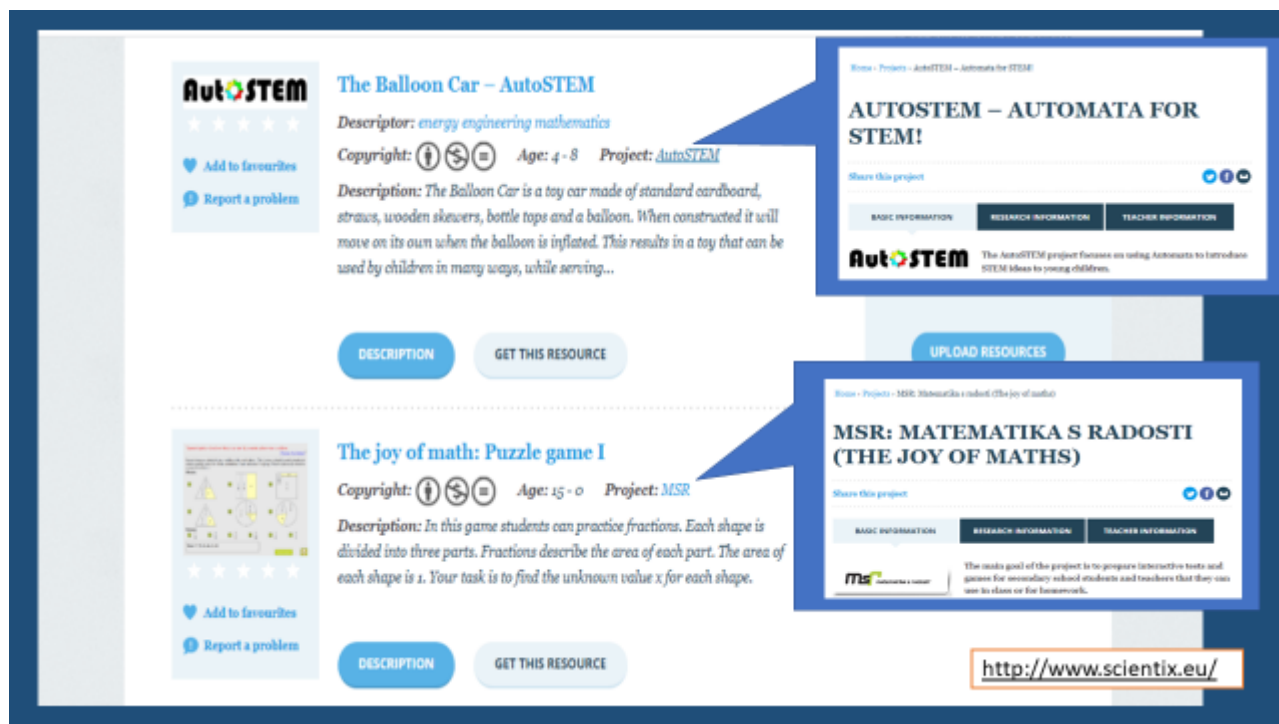 AutoSTEM
Add to favourites
Report a problem
The Balloon Car – AutoSTEM
Descriptor: energy engineering mathematics
Copyright: Age: 4 - 8 Project: AutoSTEM
Description: The Balloon Car is a toy car made of standard cardboard,
straws, wooden skewers, bottle tops and a balloon. When constructed it will
move on its own when the balloon is inflated. This results in a toy that can be
used by children in many ways, while serving...
DESCRIPTION
GET THIS RESOURCE
Home › Projects › AutoSTEM – Automata for STEM!
AUTOSTEM – AUTOMATA FOR
STEM!
Share this project
BASIC INFORMATION
RESEARCH INFORMATION
TEACHER INFORMATION
AutoSTEM
The AutoSTEM project focuses on using Automata to introduce
STEM ideas to young children.
UPLOAD RESOURCES
Add to favourites
Report a problem
The joy of math: Puzzle game I
Copyright: Age: 15 - 0 Project: MSR
Description: In this game students can practice fractions. Each shape is
divided into three parts. Fractions describe the area of each part. The area of
each shape is 1. Your task is to find the unknown value x for each shape.
DESCRIPTION
GET THIS RESOURCE
Home › Projects › MSR: Matematika s radosti (The joy of maths)
MSR: MATEMATIKA S RADOSTI
(THE JOY OF MATHS)
Share this project
BASIC INFORMATION
RESEARCH INFORMATION
TEACHER INFORMATION
The main goal of the project is to prepare interactive tests and
games for secondary school students and teachers that they can
use in class or for homework.
http://www.scientix.eu/